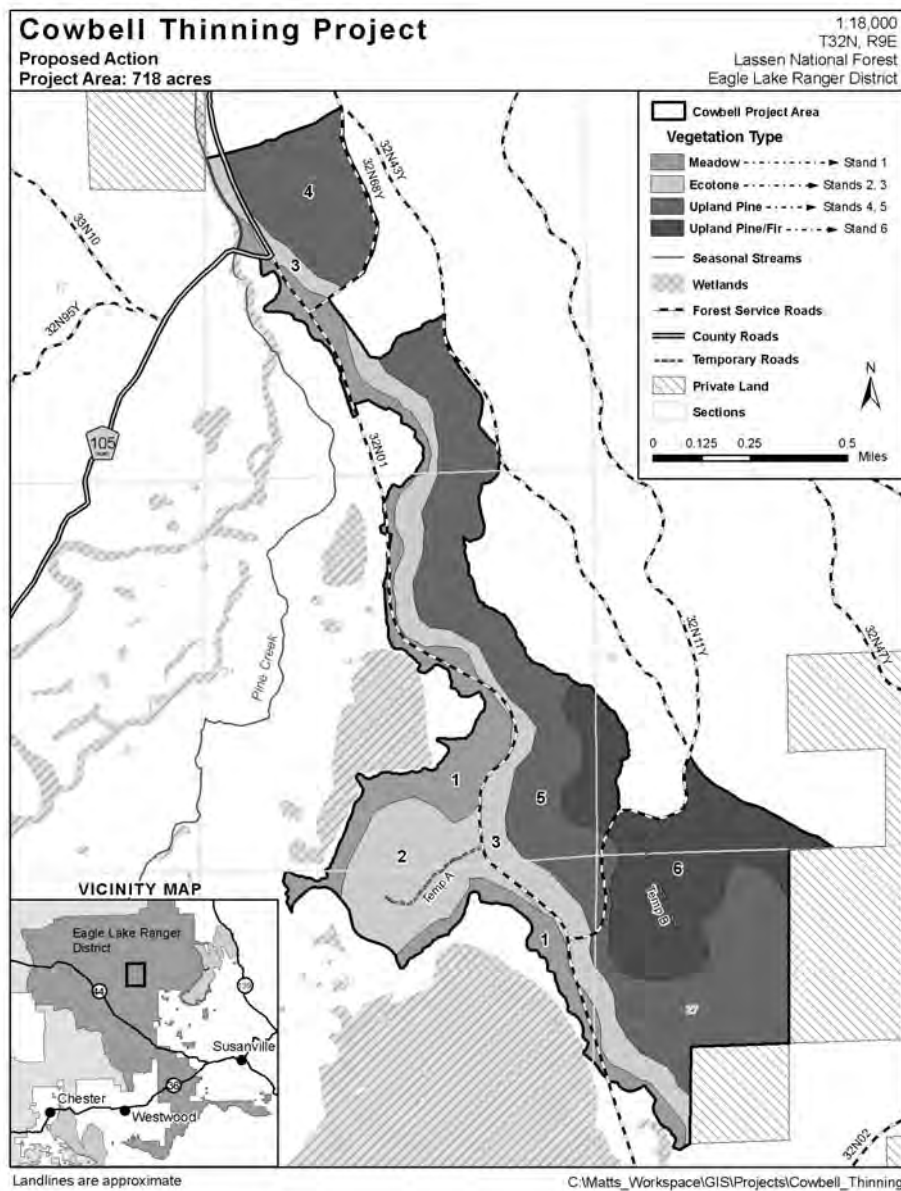 Cowbell Thinning Project
Proposed Action
Project Area: 718 acres
1:18,000
T32N, R9E
Lassen National Forest
Eagle Lake Ranger District
Cowbell Project Area
Vegetation Type
Meadow Stand 1
Ecotone Stands 2, 3
Upland Pine Stands 4, 5
Upland Pine/Fir Stand 6
Seasonal Streams
Wetlands
Forest Service Roads
County Roads
Temporary Roads
Private Land
Sections
N
0 0.125 0.25 0.5
Miles
32N43Y
32N68Y
4
33N10
3
32N95Y
105
32N01
32N11Y
32N47Y
Pine Creek
1
5
2
3
6
Temp A
Temp B
1
32N02
VICINITY MAP
Eagle Lake Ranger
District
44
Susanville
36
Chester
Westwood
Landlines are approximate
C:\Matts_Workspace\GIS\Projects\Cowbell_Thinning